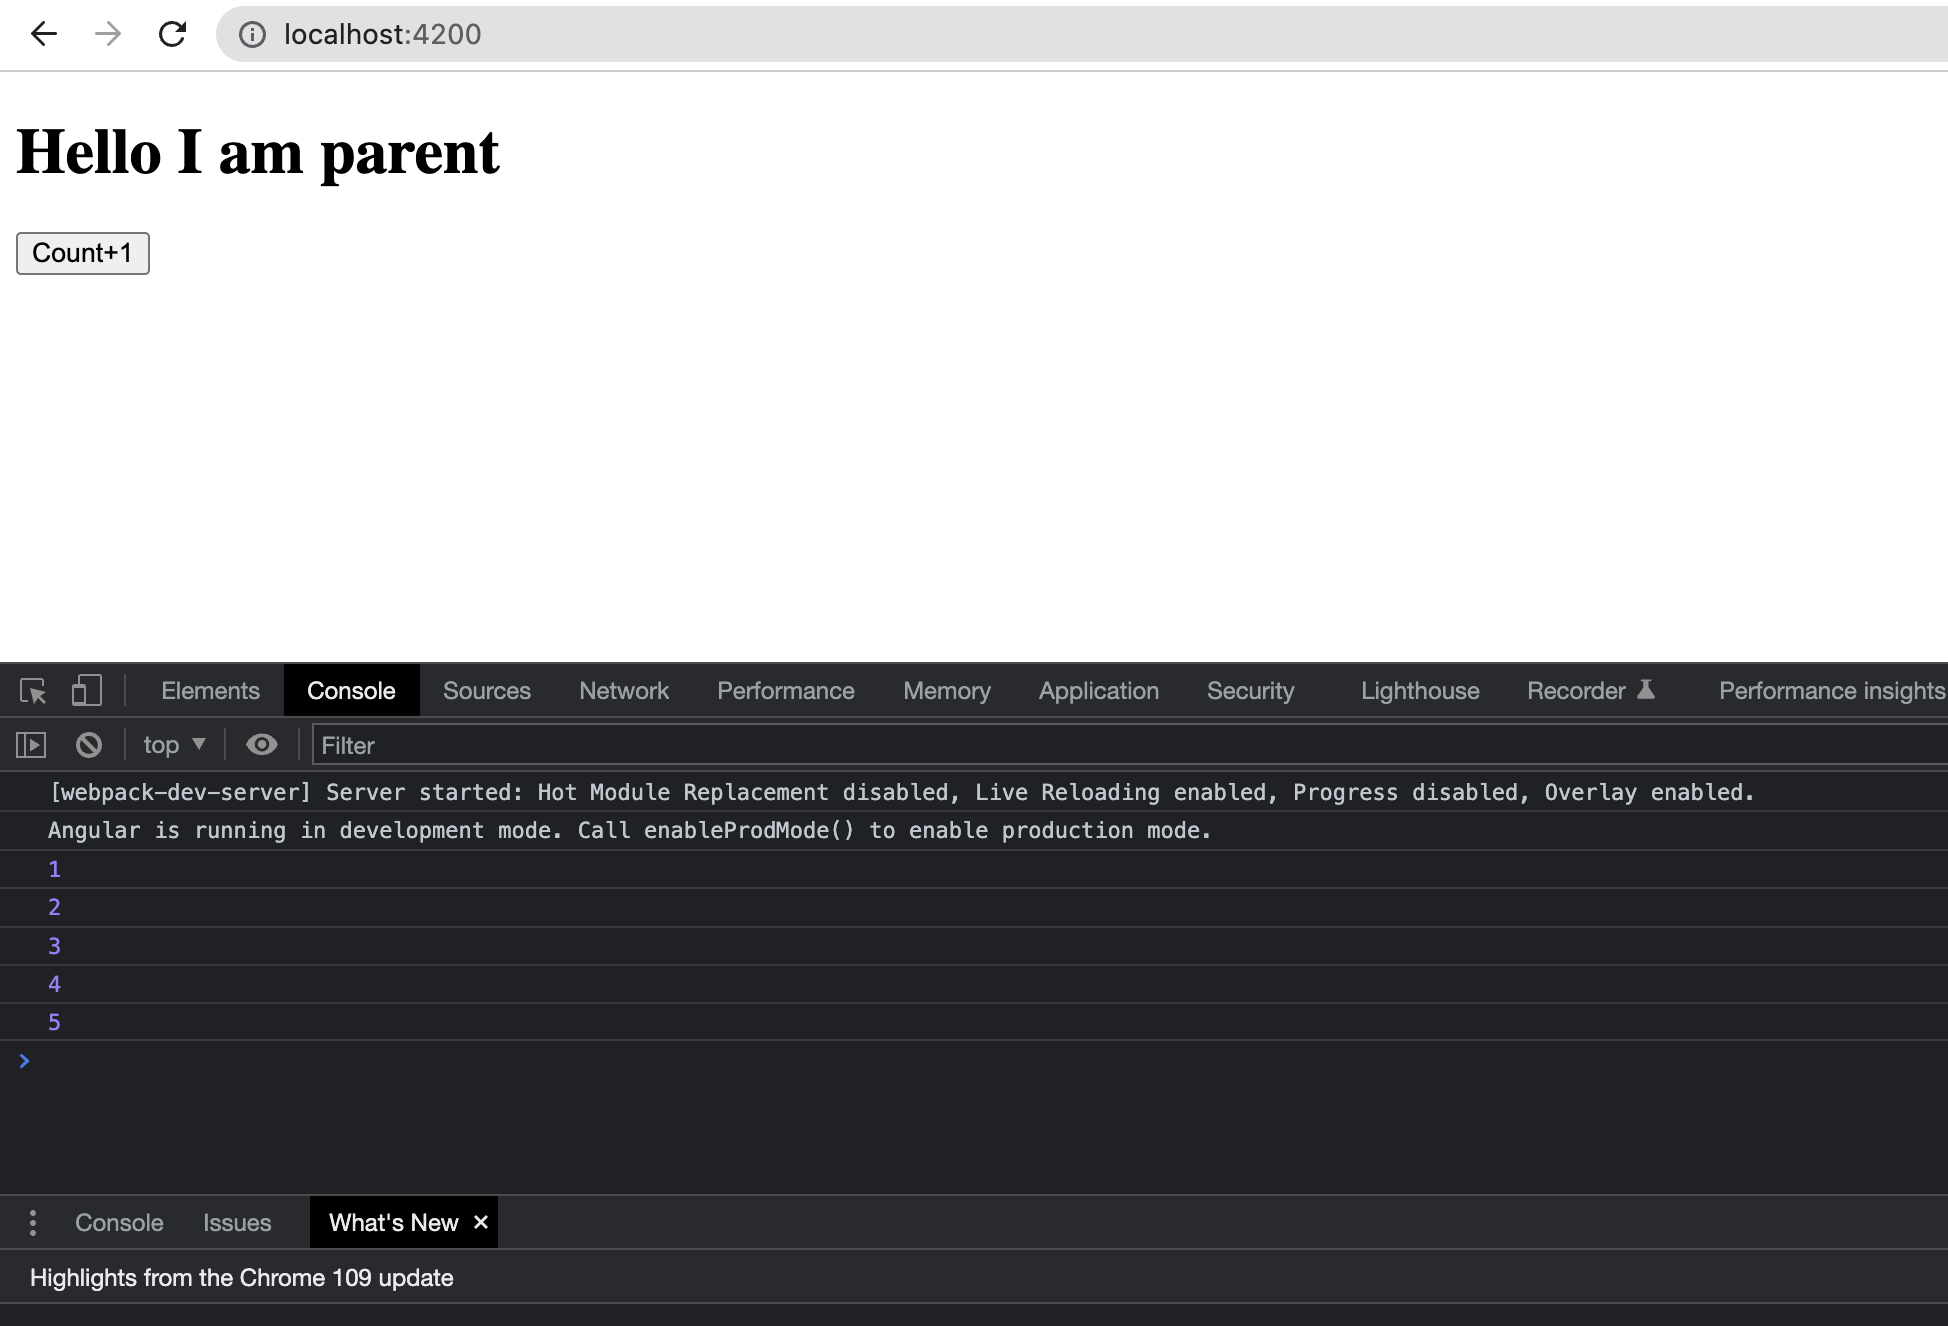 localhost:4200
Hello I am parent
Count+1
Elements Console Sources Network Performance Memory Application Security Lighthouse Recorder Performance insights
top Filter
[webpack-dev-server] Server started: Hot Module Replacement disabled, Live Reloading enabled, Progress disabled, Overlay enabled.
Angular is running in development mode. Call enableProdMode() to enable production mode.
1
2
3
4
5
Console Issues What's New
Highlights from the Chrome 109 update